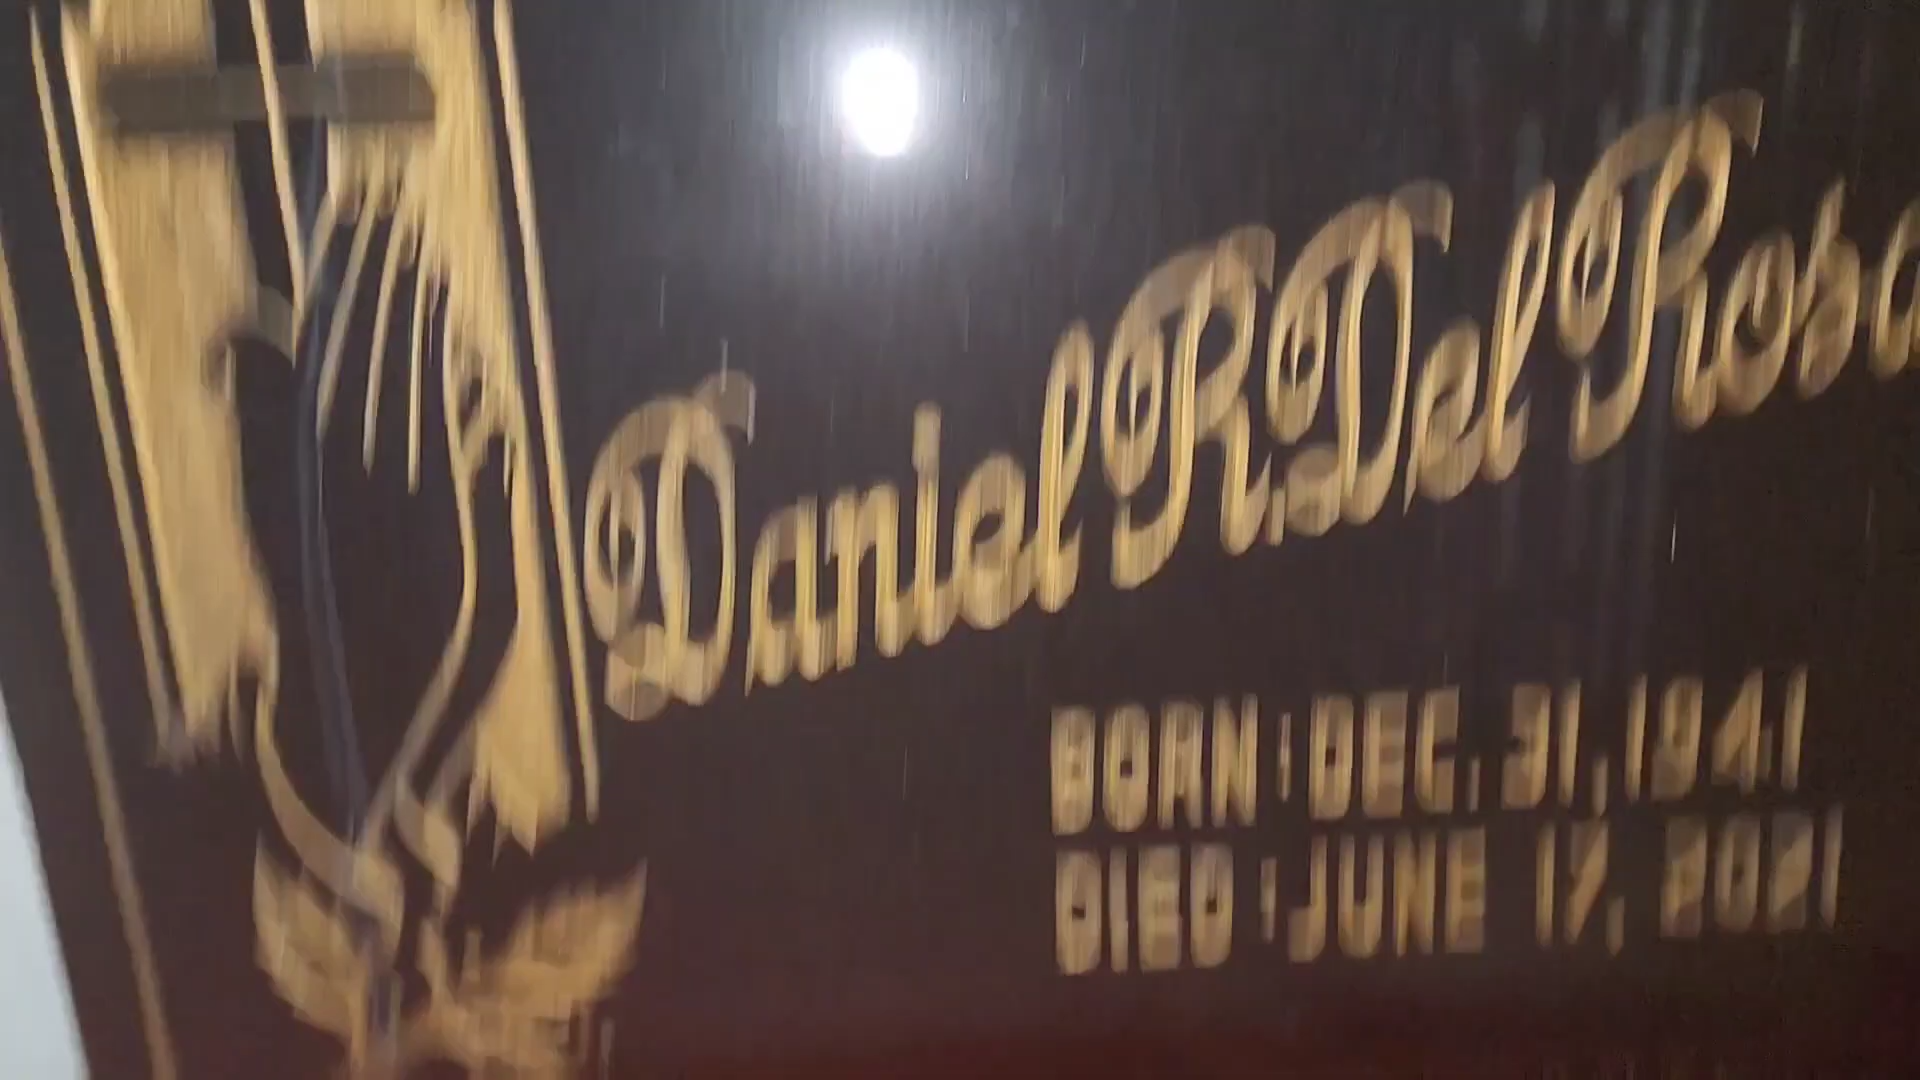 Daniel R. Del Rosa
BORN : DEC. 31, 1941
DIED : JUNE 17, 2021